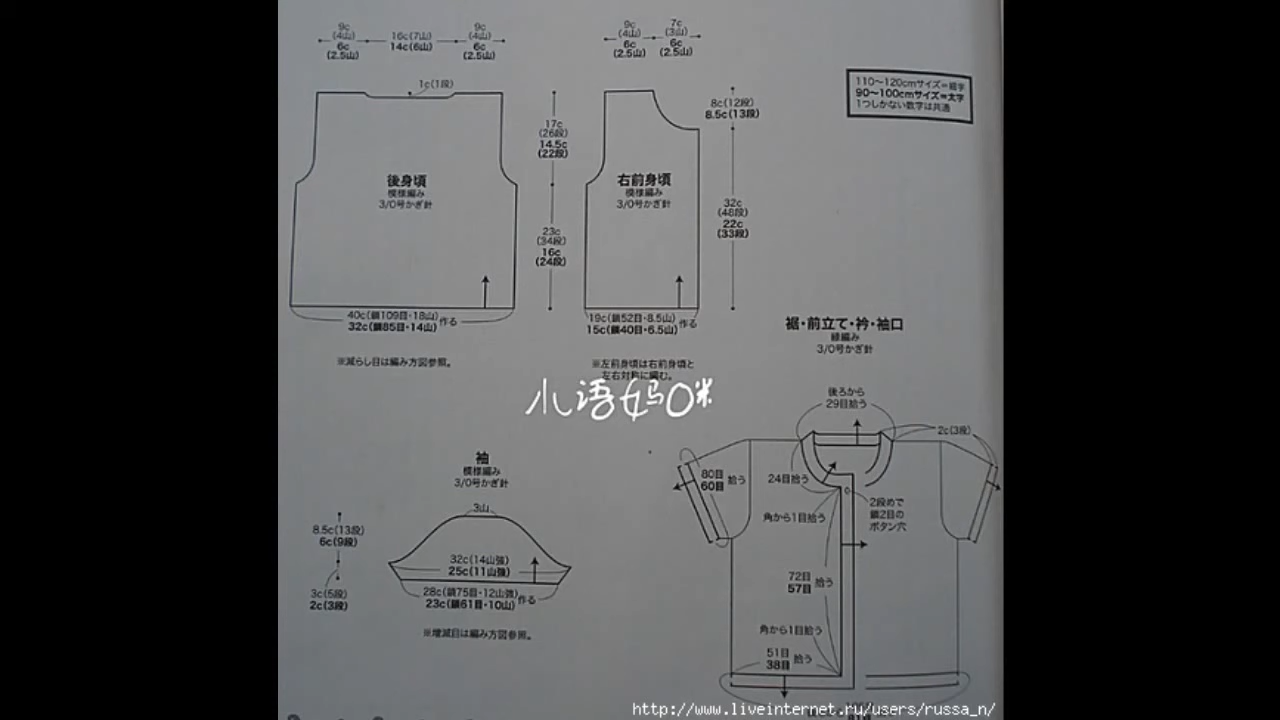 9c
(4山)
6c
(2.5山)
16c(7山)
14c(6山)
9c
(4山)
6c
(2.5山)
1c(1段)
17c
(26段)
14.5c
(22段)
23c
(34段)
16c
(24段)
後身頃
模様編み
3/0号かぎ針
40c(鎖109目・18山)
32c(鎖85目・14山)
作る
※減らし目は編み方図参照。
9c
(4山)
6c
(2.5山)
7c
(3山)
6c
(2.5山)
8c(12段)
8.5c(13段)
32c
(48段)
22c
(33段)
右前身頃
模様編み
3/0号かぎ針
19c(鎖52目・8.5山)
15c(鎖40目・6.5山)
作る
※左前身頃は右前身頃と
左右対称に編む。
110〜120cmサイズ=細字
90〜100cmサイズ=太字
1つしかない数字は共通
小语妈咪
袖
模様編み
3/0号かぎ針
3山
8.5c(13段)
6c(9段)
3c(5段)
2c(3段)
32c(14山強)
25c(11山強)
28c(鎖75目・12山強)
23c(鎖61目・10山)
作る
※増減目は編み方図参照。
裾・前立て・衿・袖口
縁編み
3/0号かぎ針
後ろから
29目拾う
2c(3段)
80目
60目
拾う
24目拾う
角から1目拾う
2段めで
鎖2目の
ボタン穴
72目
57目
拾う
角から1目拾う
51目
38目
拾う
http://www.liveinternet.ru/users/russa_n/